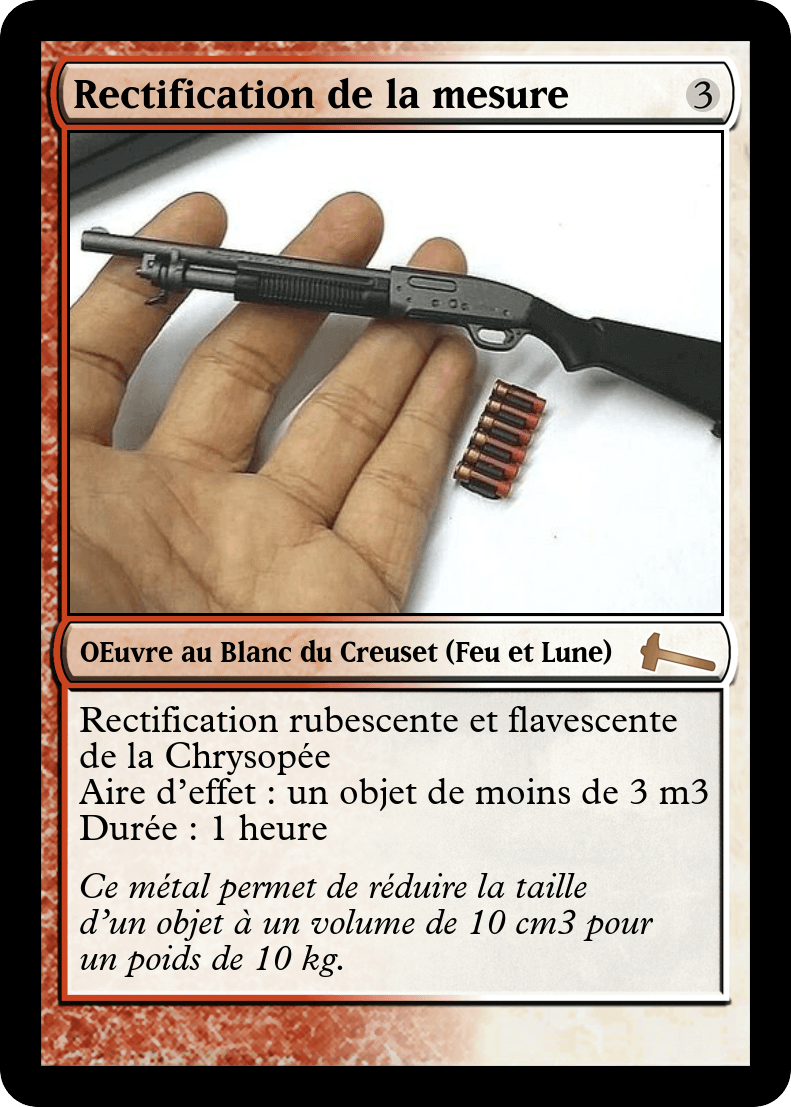 Rectification de la mesure 3
OEuvre au Blanc du Creuset (Feu et Lune)
Rectification rubescente et flavescente
de la Chrysopée
Aire d'effet : un objet de moins de 3 m3
Durée : 1 heure
Ce métal permet de réduire la taille
d'un objet à un volume de 10 cm3 pour
un poids de 10 kg.